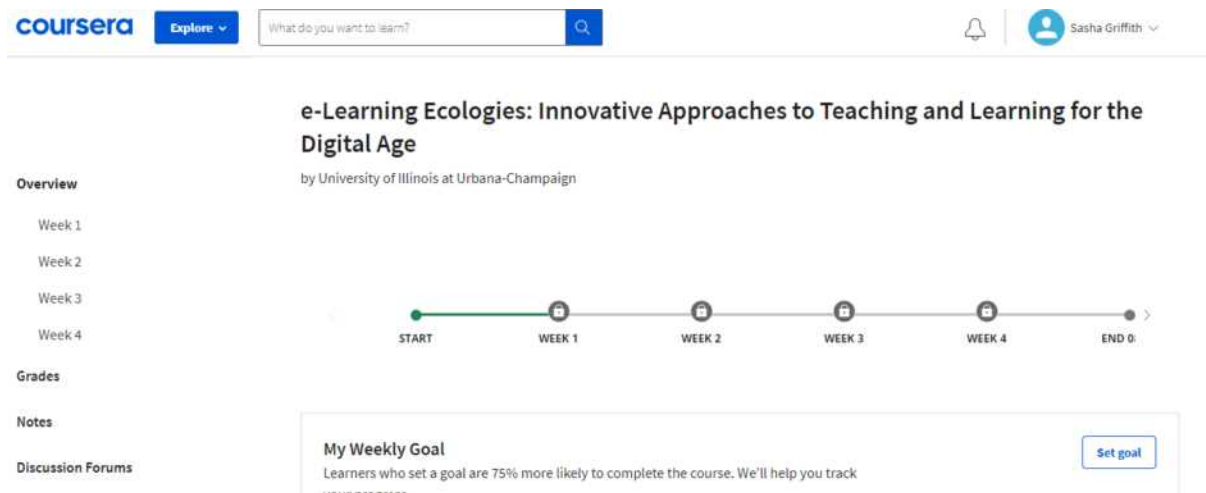 coursera
Explore
What do you want to learn?
Sasha Griffith
e-Learning Ecologies: Innovative Approaches to Teaching and Learning for the
Digital Age
by University of Illinois at Urbana-Champaign
Overview
Week 1
Week 2
Week 3
Week 4
Grades
Notes
Discussion Forums
START
WEEK 1
WEEK 2
WEEK 3
WEEK 4
END
My Weekly Goal
Set goal
Learners who set a goal are 75% more likely to complete the course. We'll help you track